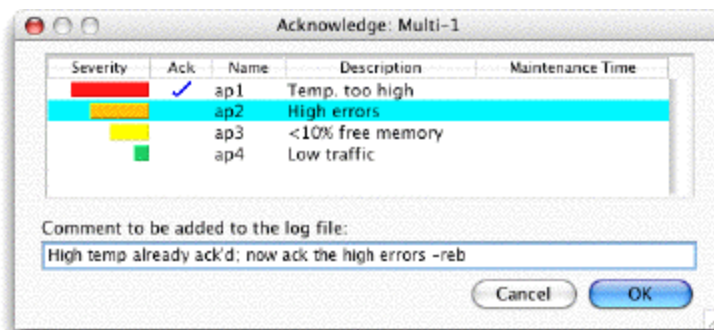 Acknowledge: Multi-1
Severity Ack Name Description Maintenance Time
ap1 Temp. too high
ap2 High errors
ap3 <10% free memory
ap4 Low traffic
Comment to be added to the log file:
High temp already ack'd; now ack the high errors -reb
Cancel OK